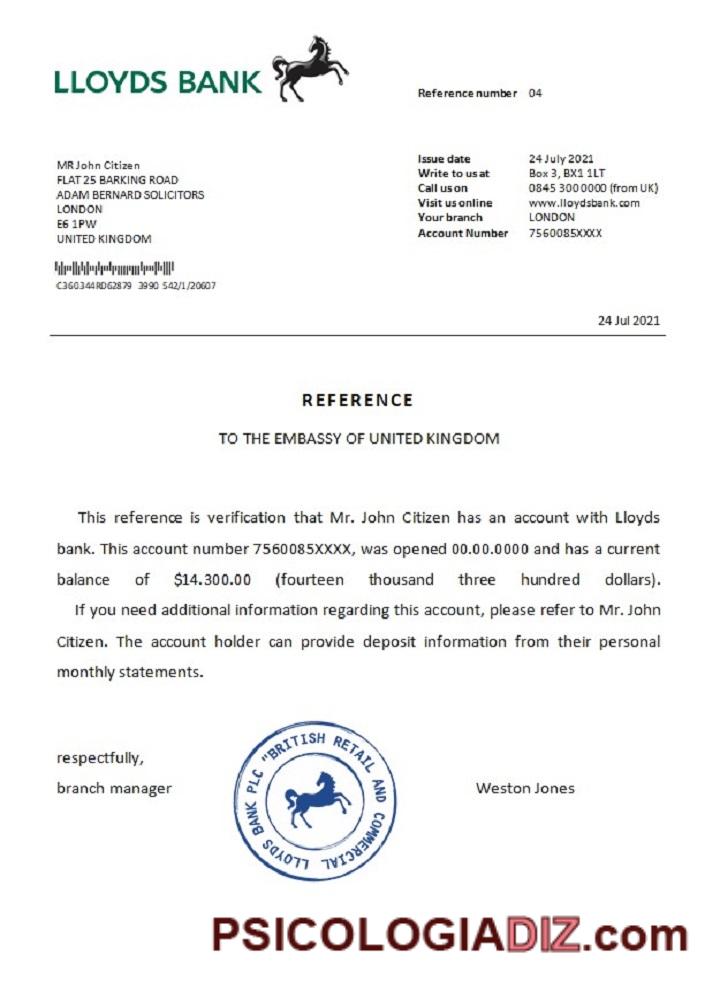 LLOYDS BANK
Reference number 04
MR John Citizen
FLAT 25 BARKING ROAD
ADAM BERNARD SOLICITORS
LONDON
E6 1PW
UNITED KINGDOM
C360344RD62879 3990 S42/1/20607
Issue date 24 July 2021
Write to us at Box 3, BX1 1LT
Call us on 0845 300 0000 (from UK)
Visit us online www.lloydsbank.com
Your branch LONDON
Account Number 7560085XXXX
24 Jul 2021
REFERENCE
TO THE EMBASSY OF UNITED KINGDOM
This reference is verification that Mr. John Citizen has an account with Lloyds
bank. This account number 7560085XXXX, was opened 00.00.0000 and has a current
balance of $14.300.00 (fourteen thousand three hundred dollars).
If you need additional information regarding this account, please refer to Mr. John
Citizen. The account holder can provide deposit information from their personal
monthly statements.
respectfully,
branch manager
LLOYDS BANK PLC "BRITISH RETAIL AND COMMERCIAL
Weston Jones
PSICOLOGIADIZ.com